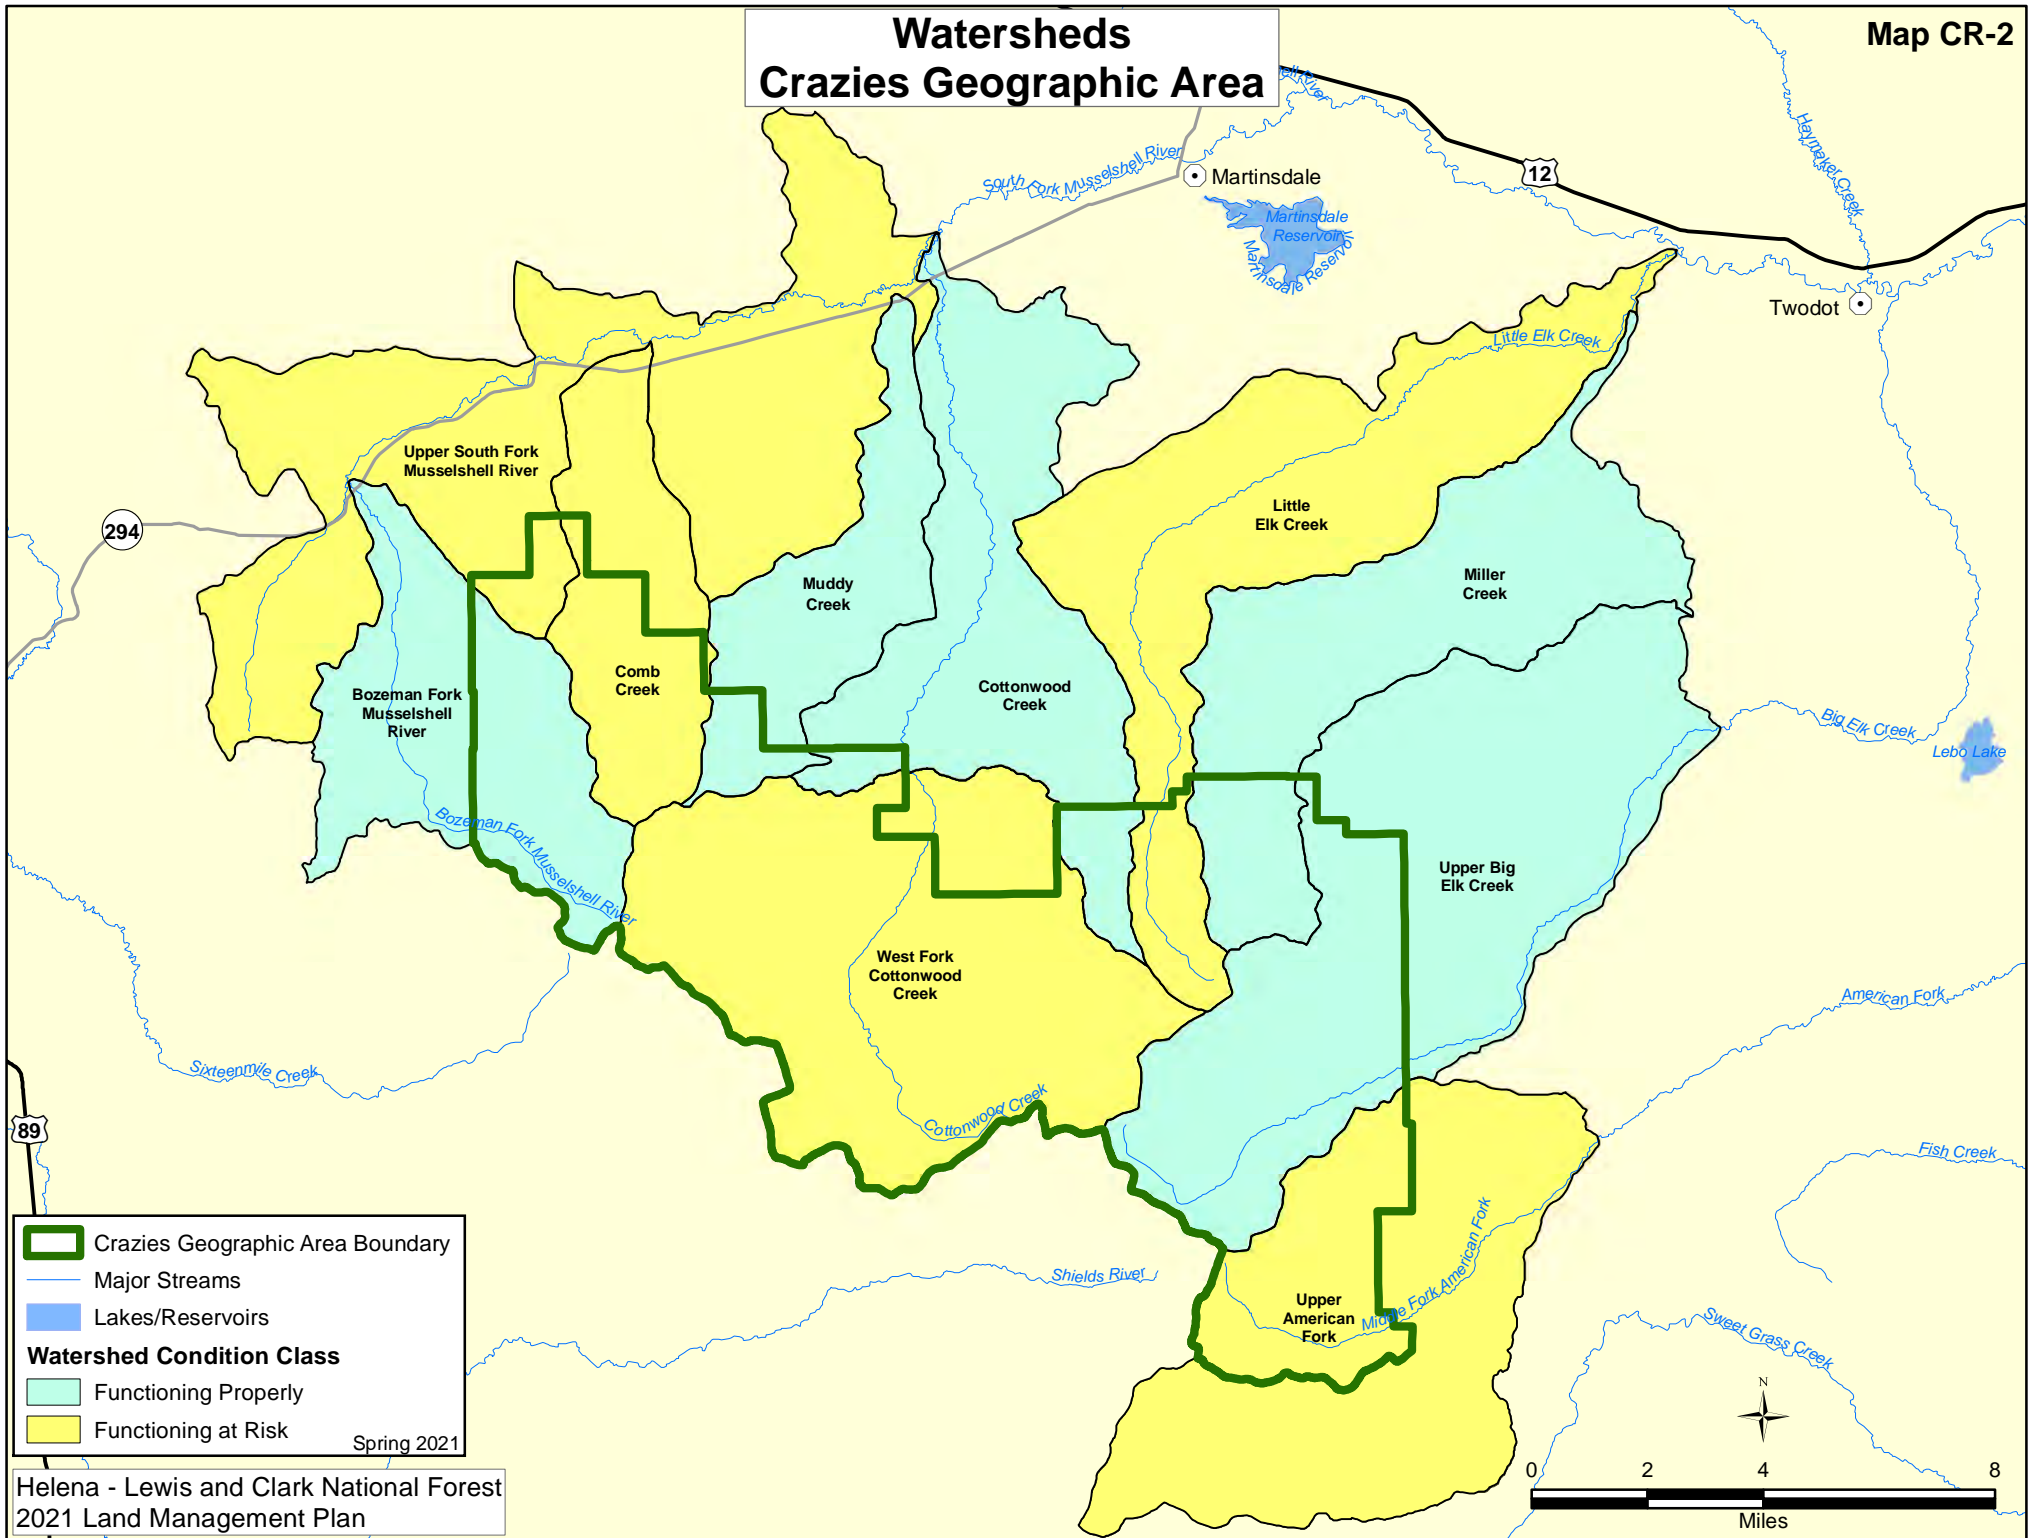 Watersheds
Crazies Geographic Area
Map CR-2
South Fork Musselshell River
Martinsdale
Martinsdale
Reservoir
Martinsdale Reservoir
12
Haymaker Creek
Twodot
Little Elk Creek
Upper South Fork
Musselshell River
294
Little
Elk Creek
Muddy
Creek
Miller
Creek
Comb
Creek
Bozeman Fork
Musselshell
River
Cottonwood
Creek
Big Elk Creek
Lebo Lake
Bozeman Fork Musselshell River
Upper Big
Elk Creek
West Fork
Cottonwood
Creek
American Fork
Sixteenmile Creek
Cottonwood Creek
89
Fish Creek
Shields River
Middle Fork American Fork
Upper
American
Fork
Sweet Grass Creek
Crazies Geographic Area Boundary
Major Streams
Lakes/Reservoirs
Watershed Condition Class
Functioning Properly
Functioning at Risk
Spring 2021
Helena - Lewis and Clark National Forest
2021 Land Management Plan
N
0 2 4 8
Miles